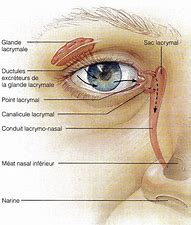 Glande
lacrymale
Sac lacrymal
Ductules
excréteurs de
la glande lacrymale
Point lacrymal
Canalicule lacrymal
Conduit lacrymo-nasal
Méat nasal inférieur
Narine